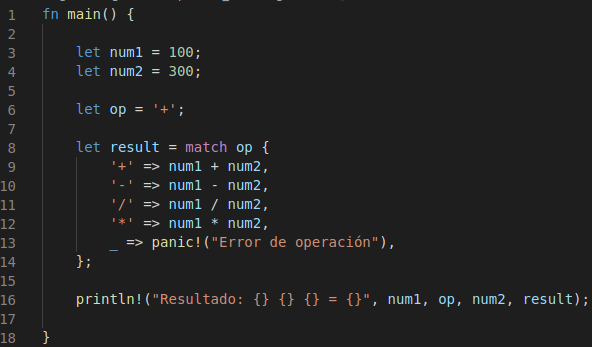 1 fn main() {
2
3 let num1 = 100;
4 let num2 = 300;
5
6 let op = '+';
7
8 let result = match op {
9 '+' => num1 + num2,
10 '-' => num1 - num2,
11 '/' => num1 / num2,
12 '*' => num1 * num2,
13 _ => panic!("Error de operación"),
14 };
15
16 println!("Resultado: {} {} {} = {}", num1, op, num2, result);
17
18 }